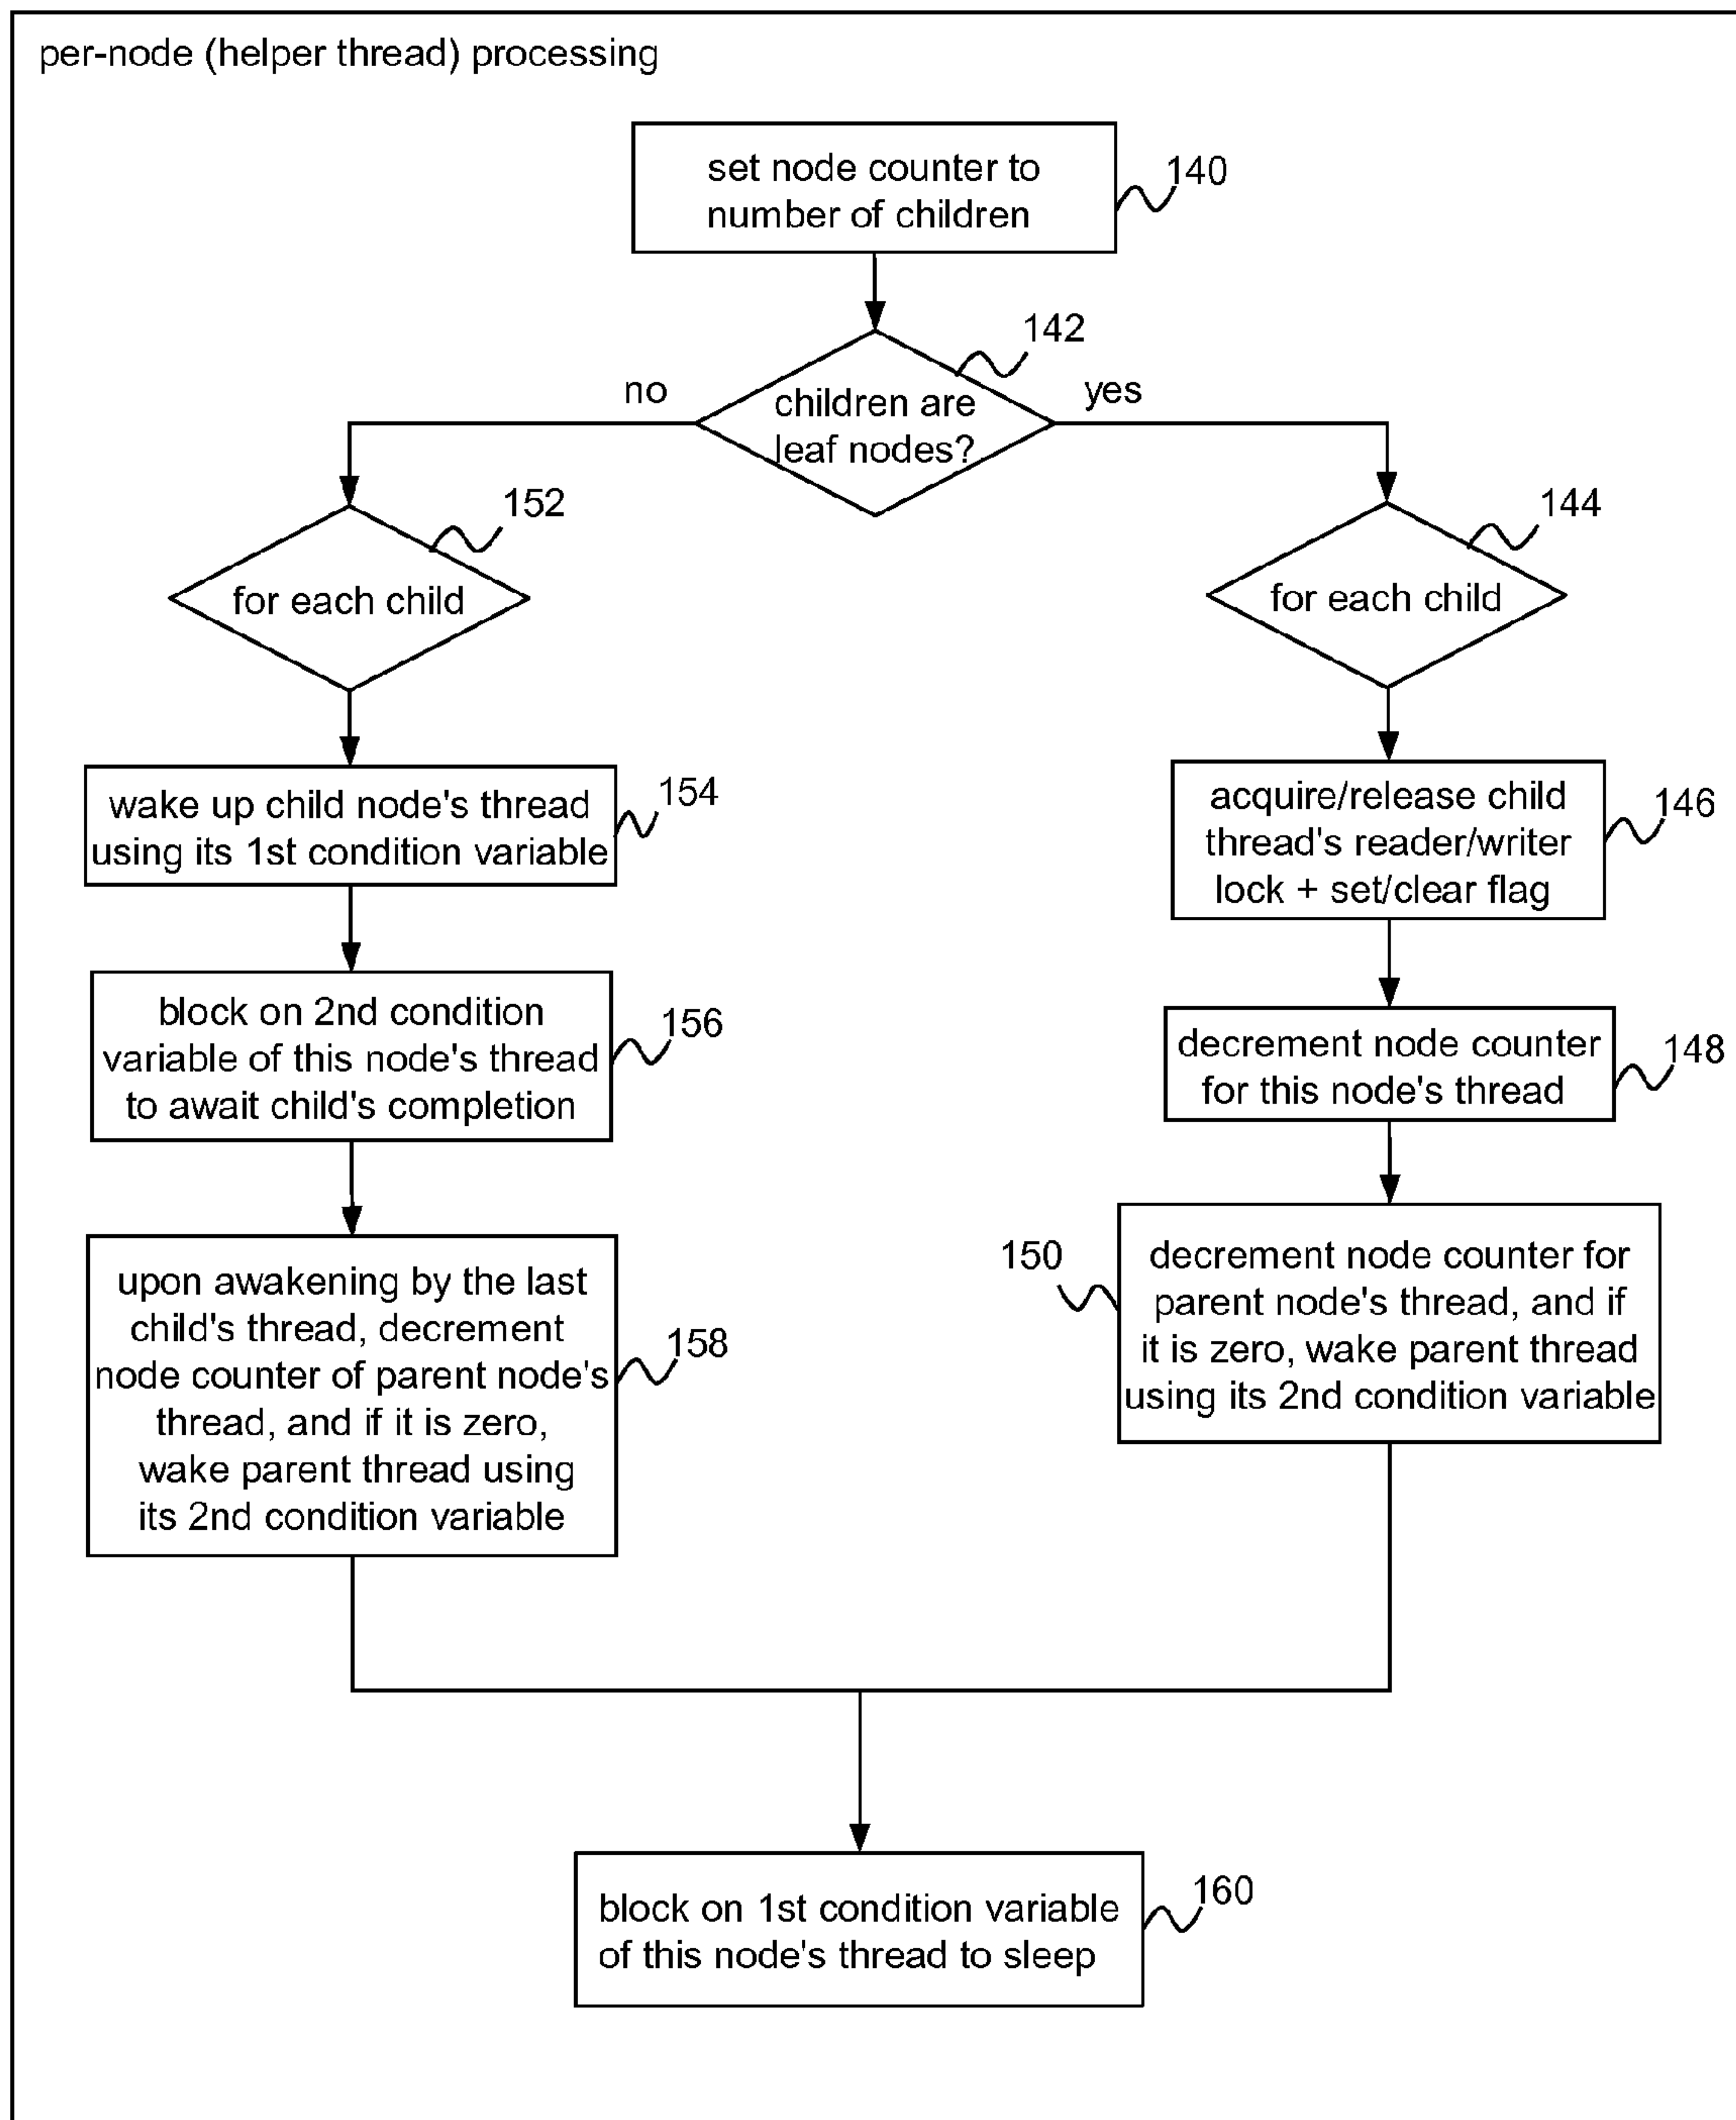 per-node (helper thread) processing
set node counter to
number of children
140
142
children are
leaf nodes?
no
yes
152
for each child
144
for each child
wake up child node's thread
using its 1st condition variable
154
acquire/release child
thread's reader/writer
lock + set/clear flag
146
block on 2nd condition
variable of this node's thread
to await child's completion
156
decrement node counter
for this node's thread
148
upon awakening by the last
child's thread, decrement
node counter of parent node's
thread, and if it is zero,
wake parent thread using
its 2nd condition variable
158
150
decrement node counter for
parent node's thread, and if
it is zero, wake parent thread
using its 2nd condition variable
block on 1st condition variable
of this node's thread to sleep
160